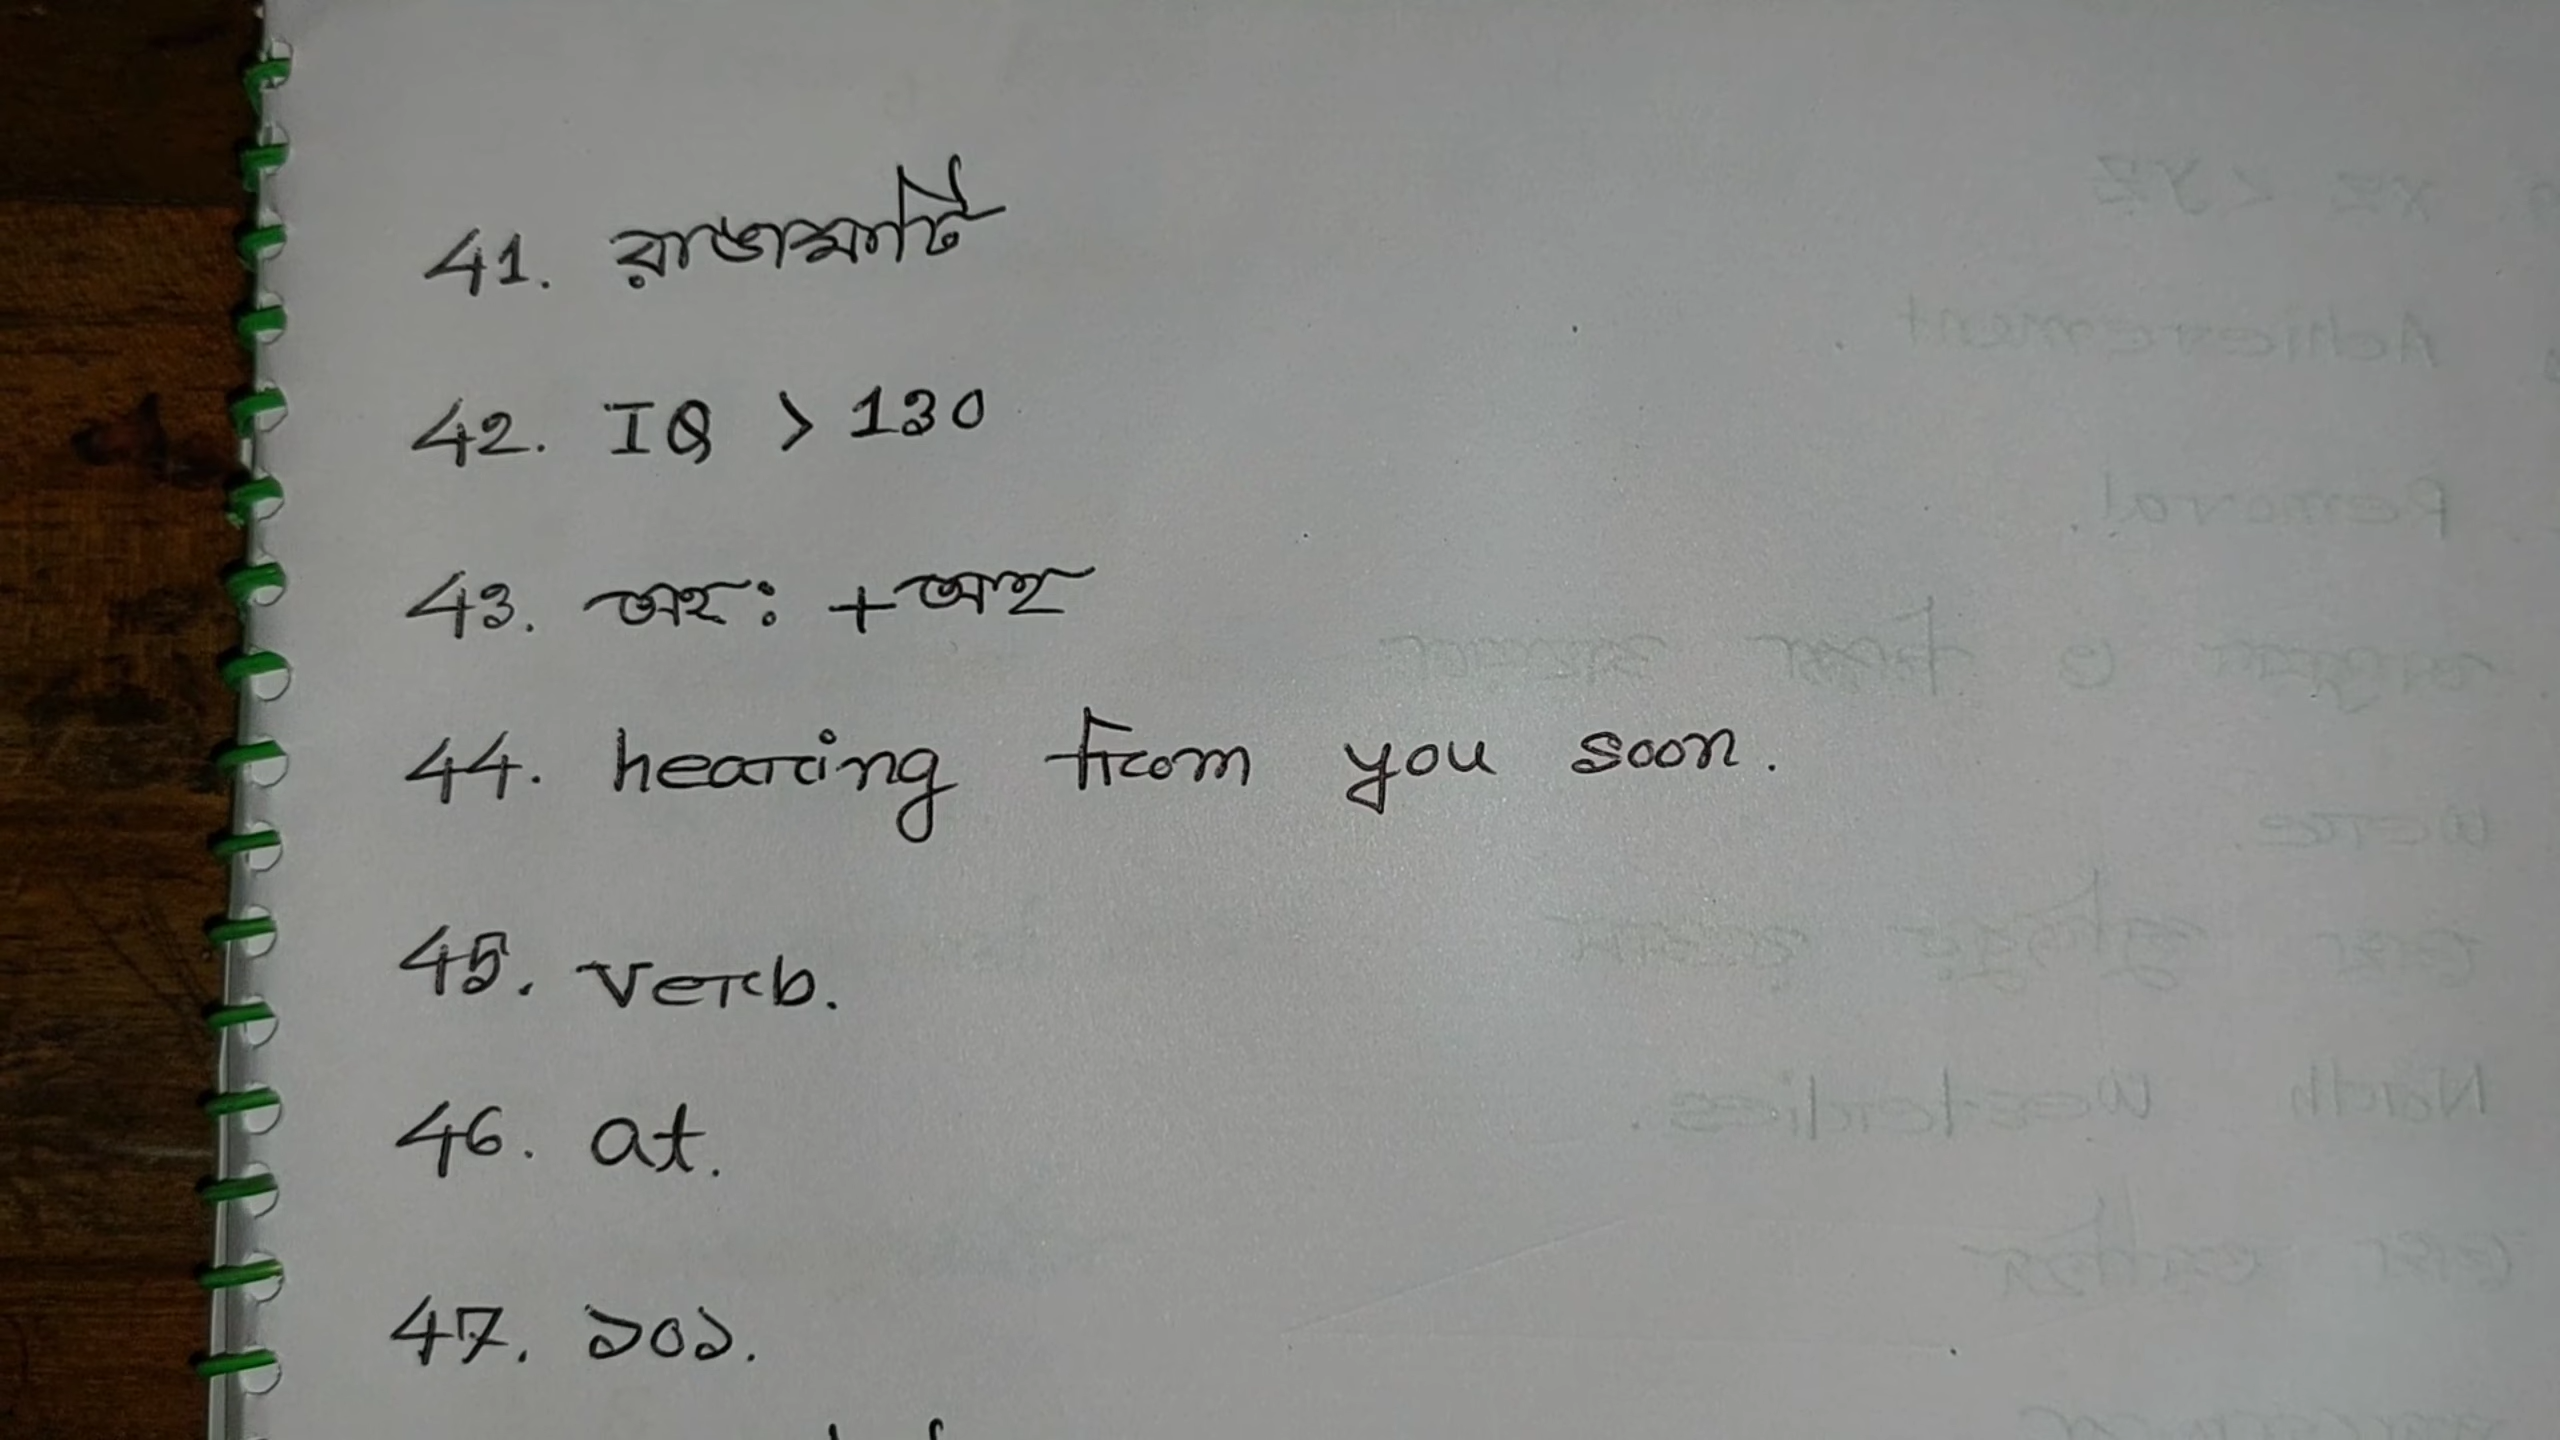 41. রাঙামাটি
42. IQ > 130
43. অহঃ + অহ
44. hearing from you soon.
45. verb.
46. at.
47. ১০১.